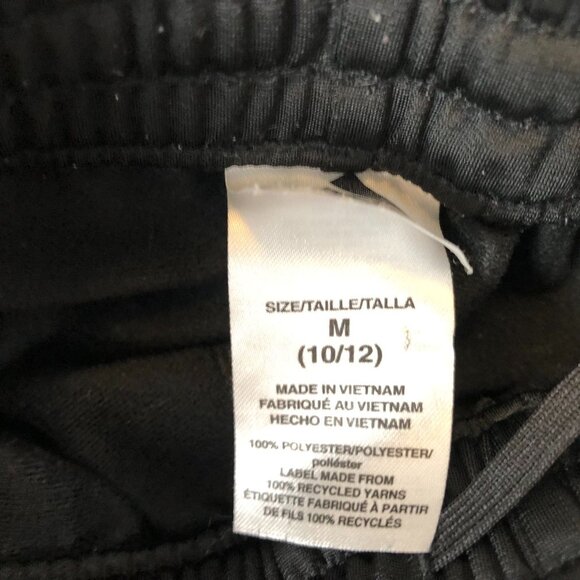 SIZE/TAILLE/TALLA
M
(10/12)
MADE IN VIETNAM
FABRIQUÉ AU VIETNAM
HECHO EN VIETNAM
100% POLYESTER/POLYESTER/
poliéster
LABEL MADE FROM
100% RECYCLED YARNS
ÉTIQUETTE FABRIQUÉ À PARTIR
DE FILS 100% RECYCLÉS